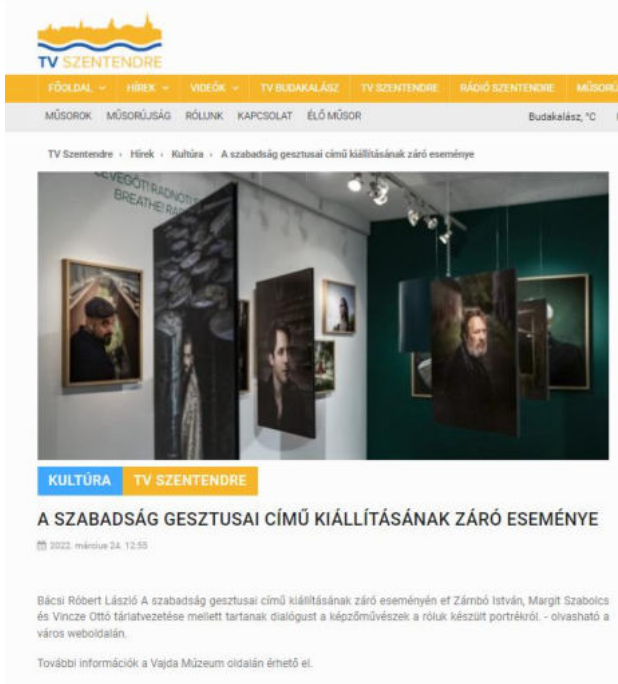 TV SZENTENDRE
FŐOLDAL HÍREK VIDEÓK TV BUDAKALÁSZ TV SZENTENDRE RÁDIÓ SZENTENDRE
MŰSOROK MŰSORÚJSÁG RÓLUNK KAPCSOLAT ÉLŐ MŰSOR Budakalász, °C
TV Szentendre › Hírek › Kultúra › A szabadság gesztusai című kiállításának záró eseménye
BREATHE!
KULTÚRA TV SZENTENDRE
A SZABADSÁG GESZTUSAI CÍMŰ KIÁLLÍTÁSÁNAK ZÁRÓ ESEMÉNYE
2022. március 24. 12:55
Bácsi Róbert László A szabadság gesztusai című kiállításának záró eseményén ef Zámbó István, Margit Szabolcs
és Vincze Ottó tárlatvezetése mellett tartanak dialógust a képzőművészek a róluk készült portrékról. - olvasható a
város weboldalán.
További információk a Vajda Múzeum oldalán érhető el.